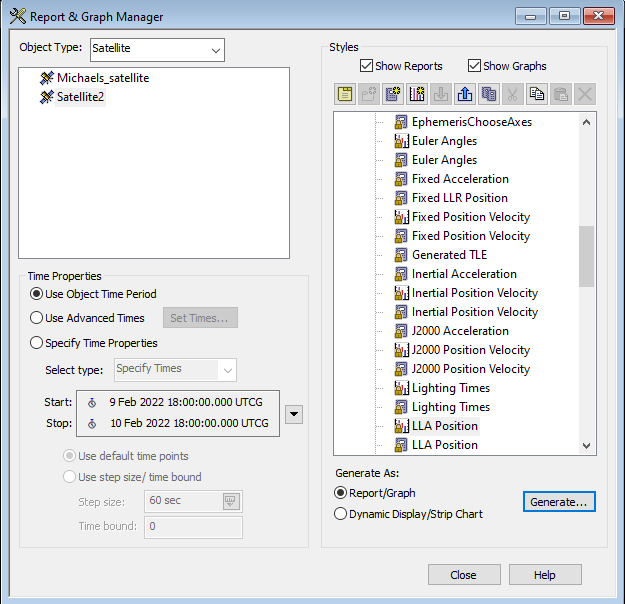 Report & Graph Manager
Object Type: Satellite
Michaels_satellite
Satellite2
Time Properties
Use Object Time Period
Use Advanced Times Set Times...
Specify Time Properties
Select type: Specify Times
Start: 9 Feb 2022 18:00:00.000 UTCG
Stop: 10 Feb 2022 18:00:00.000 UTCG
Use default time points
Use step size/ time bound
Step size: 60 sec
Time bound: 0
Styles
Show Reports Show Graphs
EphemerisChooseAxes
Euler Angles
Euler Angles
Fixed Acceleration
Fixed LLR Position
Fixed Position Velocity
Fixed Position Velocity
Generated TLE
Inertial Acceleration
Inertial Position Velocity
Inertial Position Velocity
J2000 Acceleration
J2000 Position Velocity
J2000 Position Velocity
Lighting Times
Lighting Times
LLA Position
LLA Position
Generate As:
Report/Graph
Dynamic Display/Strip Chart
Generate...
Close Help